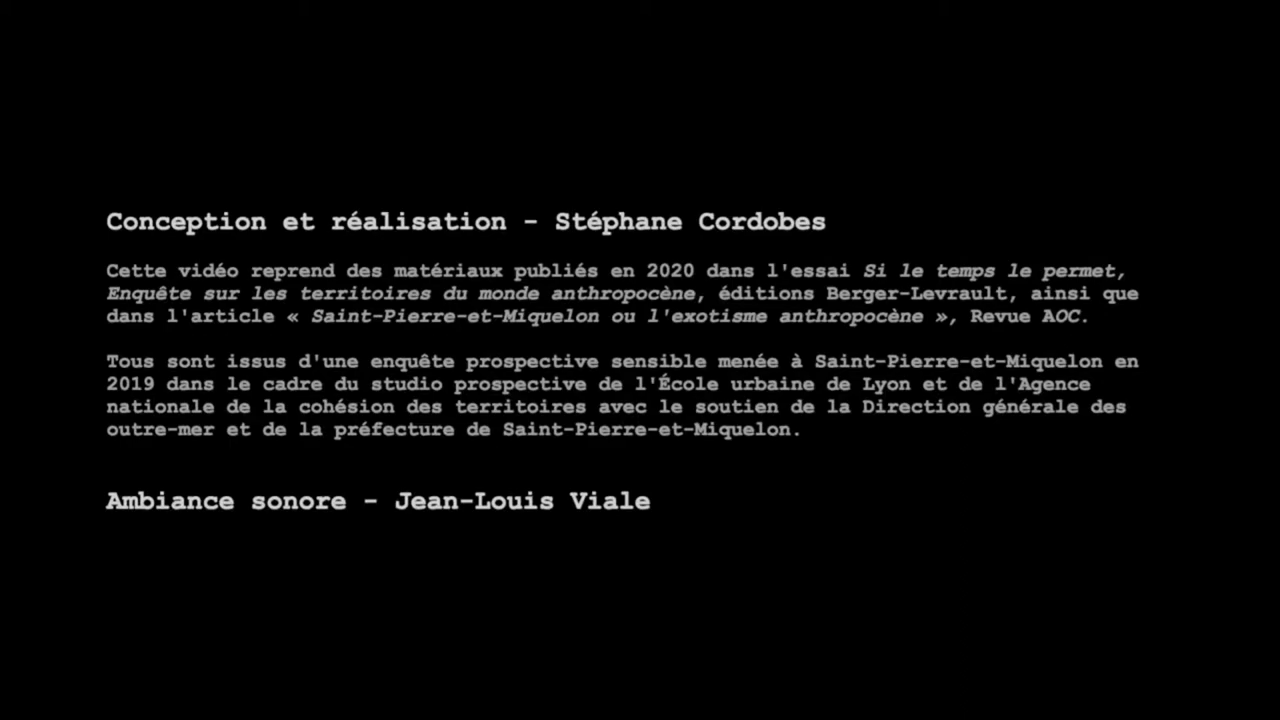 Conception et réalisation - Stéphane Cordobes
Cette vidéo reprend des matériaux publiés en 2020 dans l'essai Si le temps le permet,
Enquête sur les territoires du monde anthropocène, éditions Berger-Levrault, ainsi que
dans l'article « Saint-Pierre-et-Miquelon ou l'exotisme anthropocène », Revue AOC.
Tous sont issus d'une enquête prospective sensible menée à Saint-Pierre-et-Miquelon en
2019 dans le cadre du studio prospective de l'École urbaine de Lyon et de l'Agence
nationale de la cohésion des territoires avec le soutien de la Direction générale des
outre-mer et de la préfecture de Saint-Pierre-et-Miquelon.
Ambiance sonore - Jean-Louis Viale